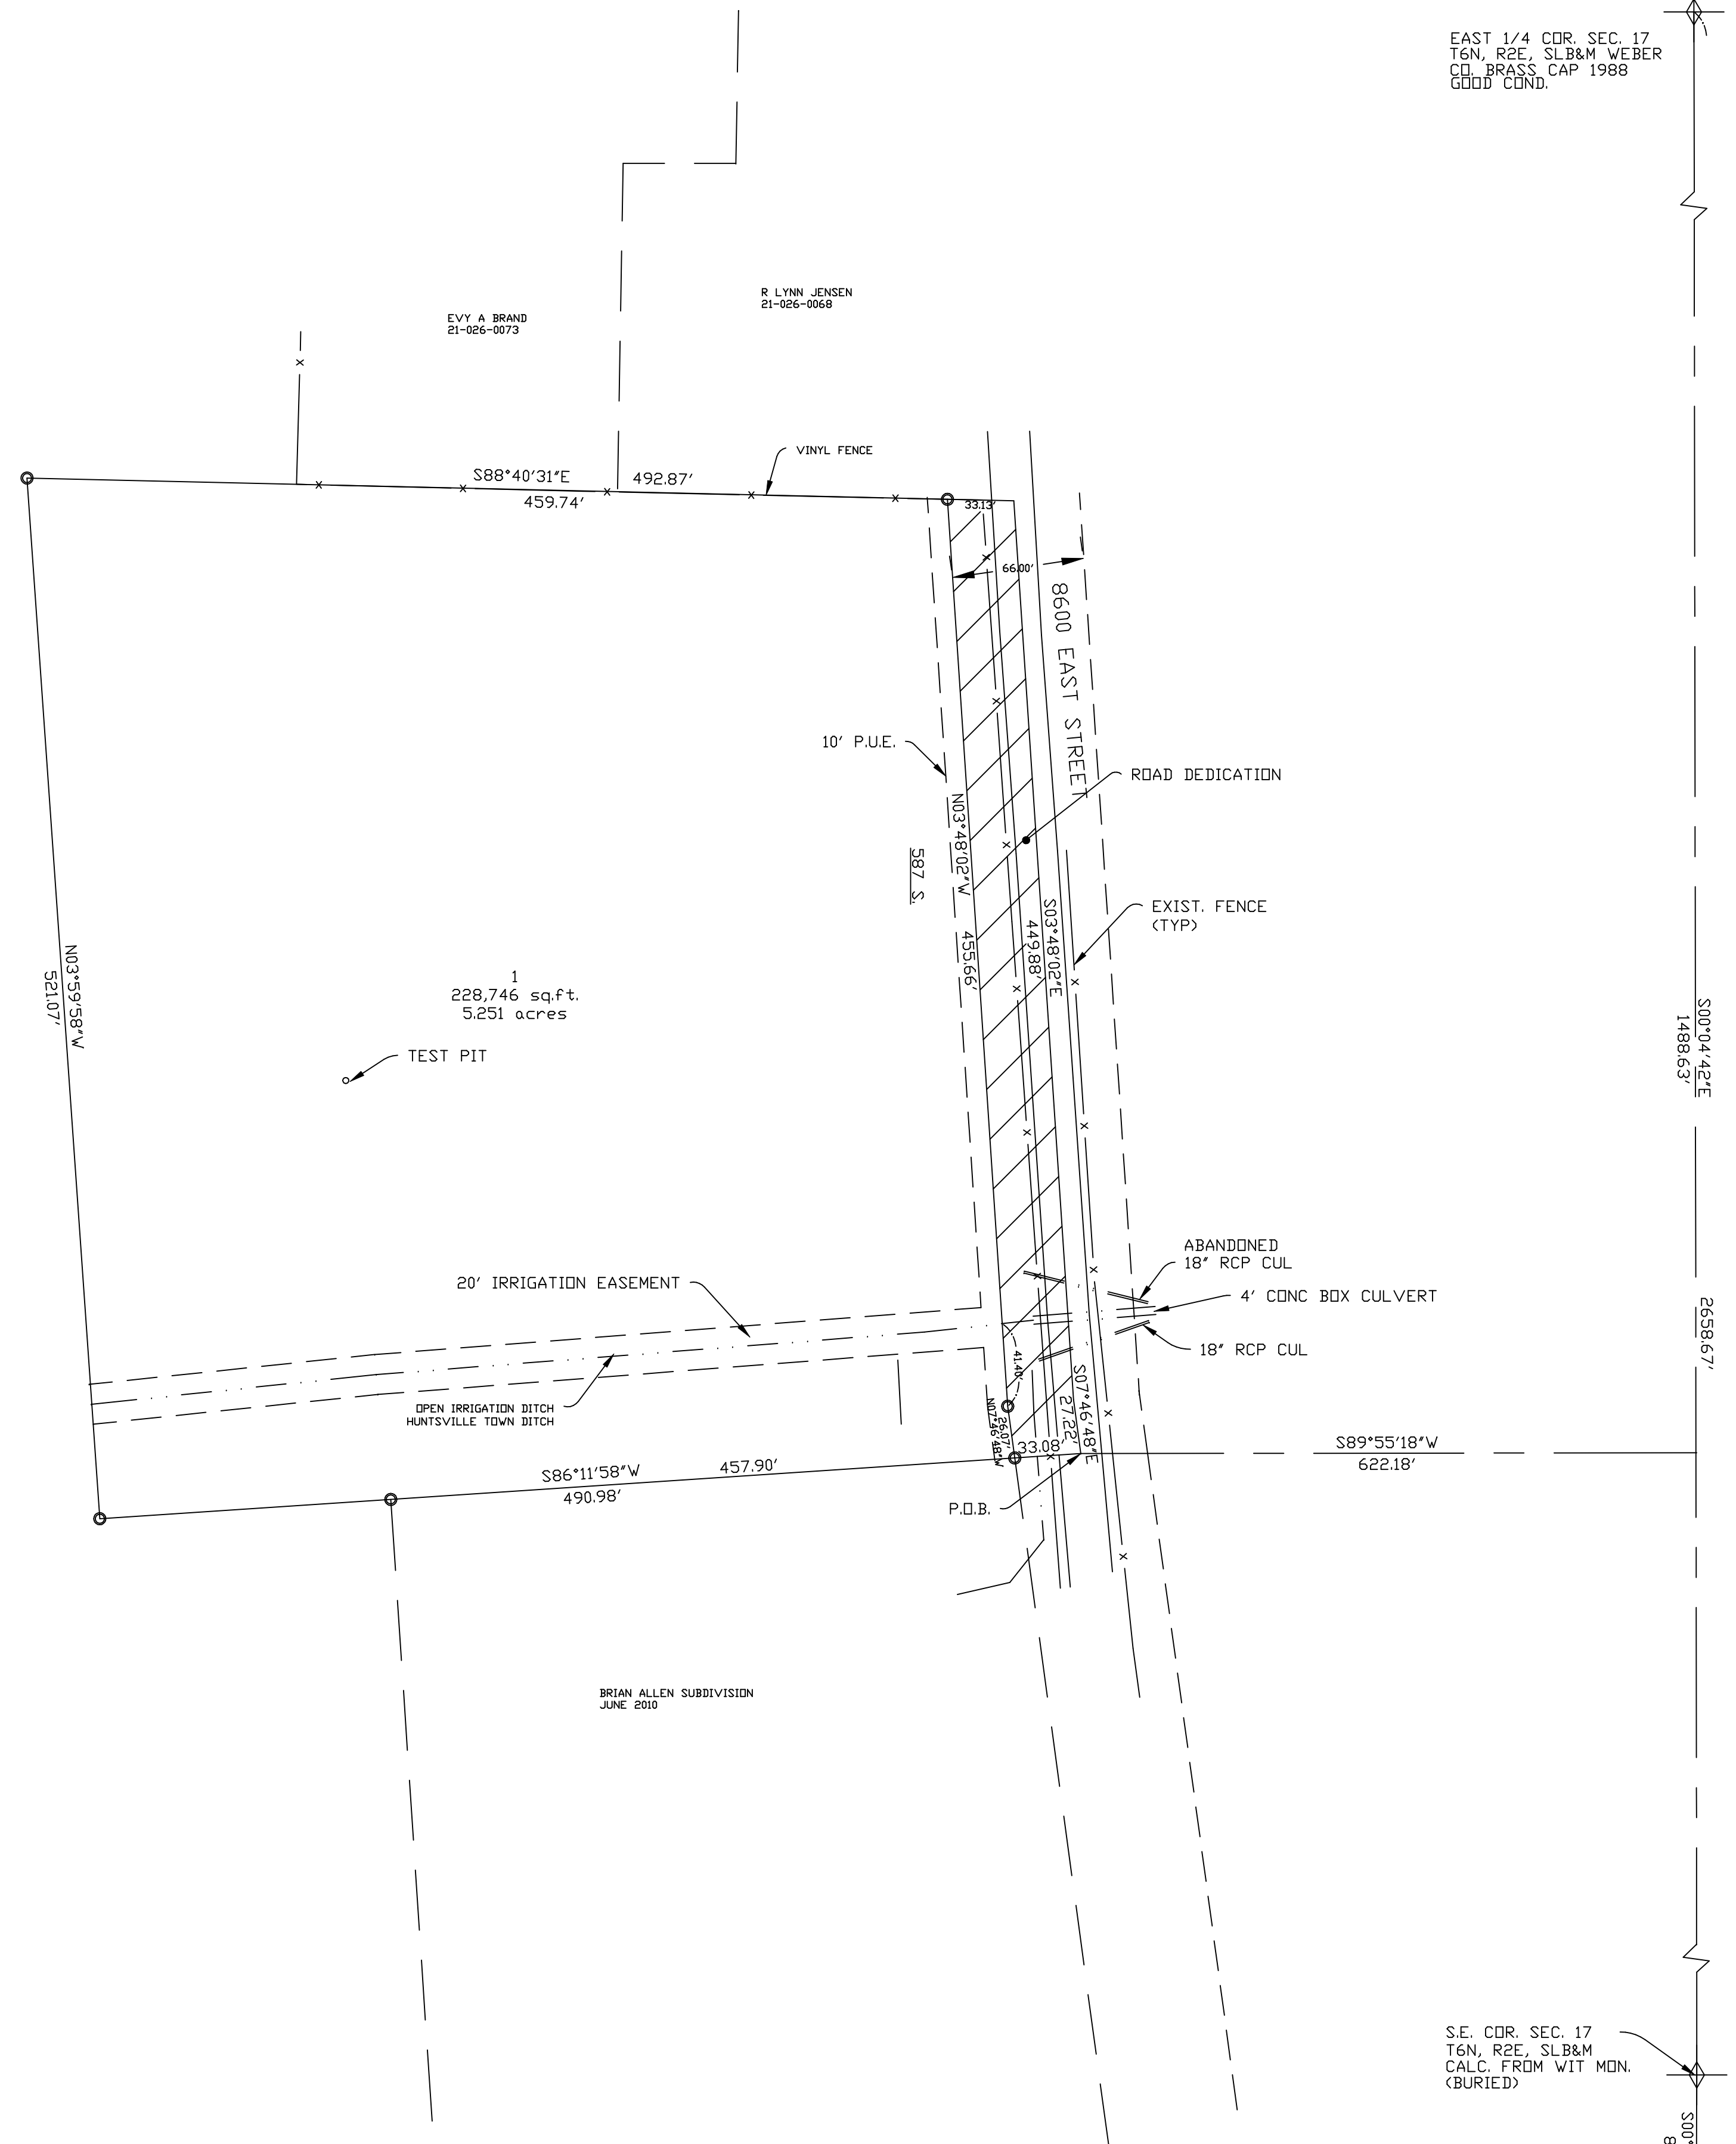 EAST 1/4 COR. SEC. 17
T6N, R2E, SLB&M WEBER
CO. BRASS CAP 1988
GOOD COND.
R LYNN JENSEN
21-026-0068
EVY A BRAND
21-026-0073
VINYL FENCE
S88°40'31"E
492.87'
459.74'
33.13'
66.00'
8600 EAST STREET
10' P.U.E.
ROAD DEDICATION
N03°48'02"W
455.66'
587 S.
S03°48'02"E
449.88'
EXIST. FENCE
(TYP)
N03°59'58"W
521.07'
1
228,746 sq.ft.
5.251 acres
TEST PIT
S00°04'42"E
1488.63'
2658.67'
ABANDONED
18" RCP CUL
4' CONC BOX CULVERT
18" RCP CUL
20' IRRIGATION EASEMENT
OPEN IRRIGATION DITCH
HUNTSVILLE TOWN DITCH
41.40'
N07°46'48"W
26.07'
S07°46'48"E
27.22'
33.08'
S89°55'18"W
622.18'
S86°11'58"W
457.90'
490.98'
P.O.B.
BRIAN ALLEN SUBDIVISION
JUNE 2010
S.E. COR. SEC. 17
T6N, R2E, SLB&M
CALC. FROM WIT MON.
(BURIED)
S00°
8